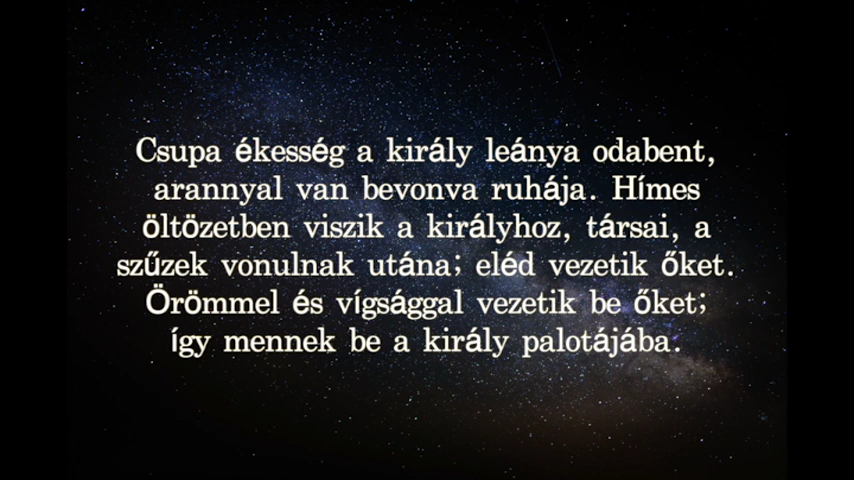 Csupa ékesség a király leánya odabent,
arannyal van bevonva ruhája. Hímes
öltözetben viszik a királyhoz, társai, a
szűzek vonulnak utána; eléd vezetik őket.
Örömmel és vígsággal vezetik be őket;
így mennek be a király palotájába.